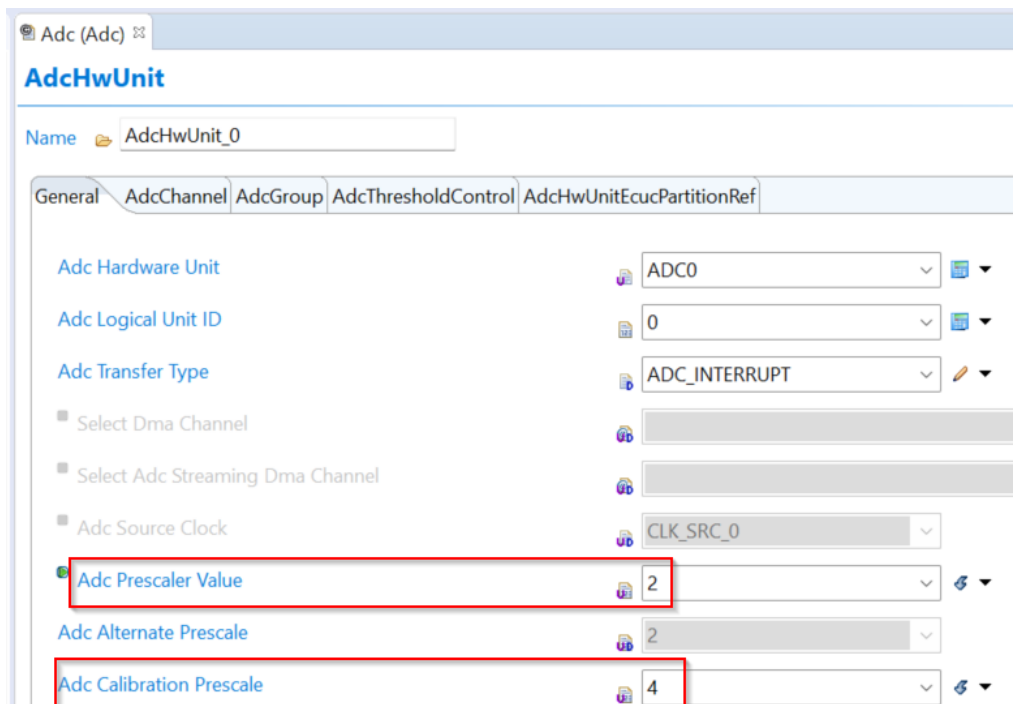 Adc (Adc)
AdcHwUnit
Name AdcHwUnit_0
General AdcChannel AdcGroup AdcThresholdControl AdcHwUnitEcucPartitionRef
Adc Hardware Unit ADC0
Adc Logical Unit ID 0
Adc Transfer Type ADC_INTERRUPT
Select Dma Channel
Select Adc Streaming Dma Channel
Adc Source Clock CLK_SRC_0
Adc Prescaler Value 2
Adc Alternate Prescale 2
Adc Calibration Prescale 4